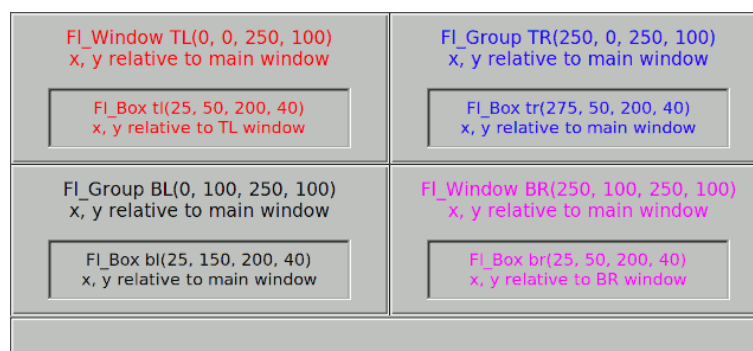 Fl_Window TL(0, 0, 250, 100)
x, y relative to main window
Fl_Box tl(25, 50, 200, 40)
x, y relative to TL window
Fl_Group TR(250, 0, 250, 100)
x, y relative to main window
Fl_Box tr(275, 50, 200, 40)
x, y relative to main window
Fl_Group BL(0, 100, 250, 100)
x, y relative to main window
Fl_Box bl(25, 150, 200, 40)
x, y relative to main window
Fl_Window BR(250, 100, 250, 100)
x, y relative to main window
Fl_Box br(25, 50, 200, 40)
x, y relative to BR window